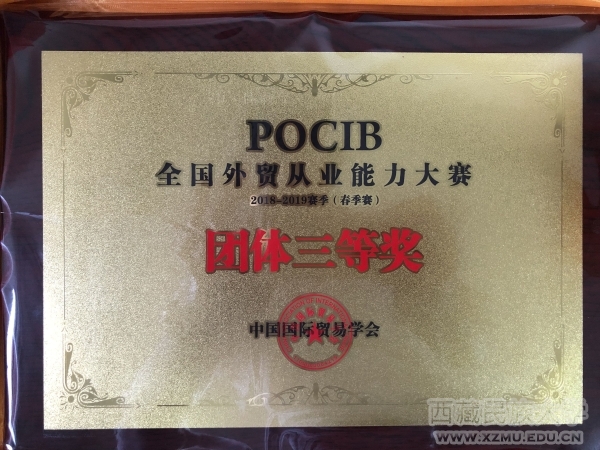 POCIB
全国外贸从业能力大赛
2018-2019赛季（春季赛）
团体三等奖
中国国际贸易学会
西藏民族大学
WWW.XZMU.EDU.CN